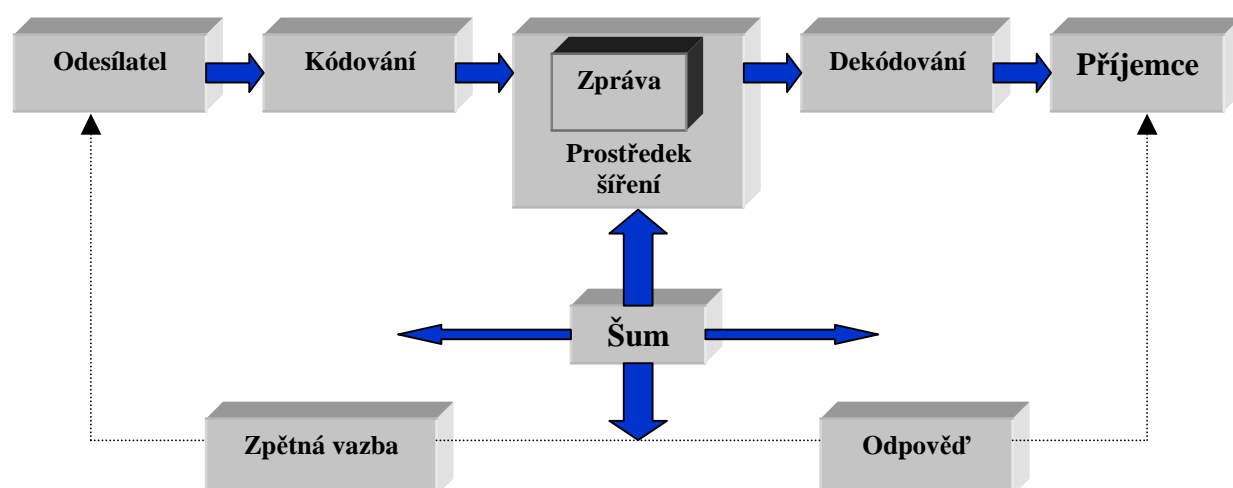 Odesílatel
Kódování
Zpráva
Prostředek
šíření
Dekódování
Příjemce
Šum
Zpětná vazba
Odpověď